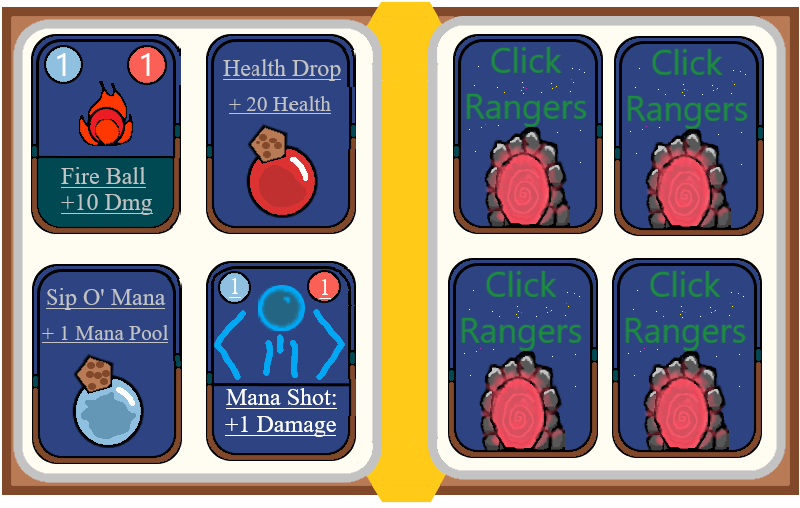 1 1
Fire Ball
+10 Dmg
Health Drop
+ 20 Health
Sip O' Mana
+ 1 Mana Pool
1 1
Mana Shot:
+1 Damage
Click
Rangers
Click
Rangers
Click
Rangers
Click
Rangers